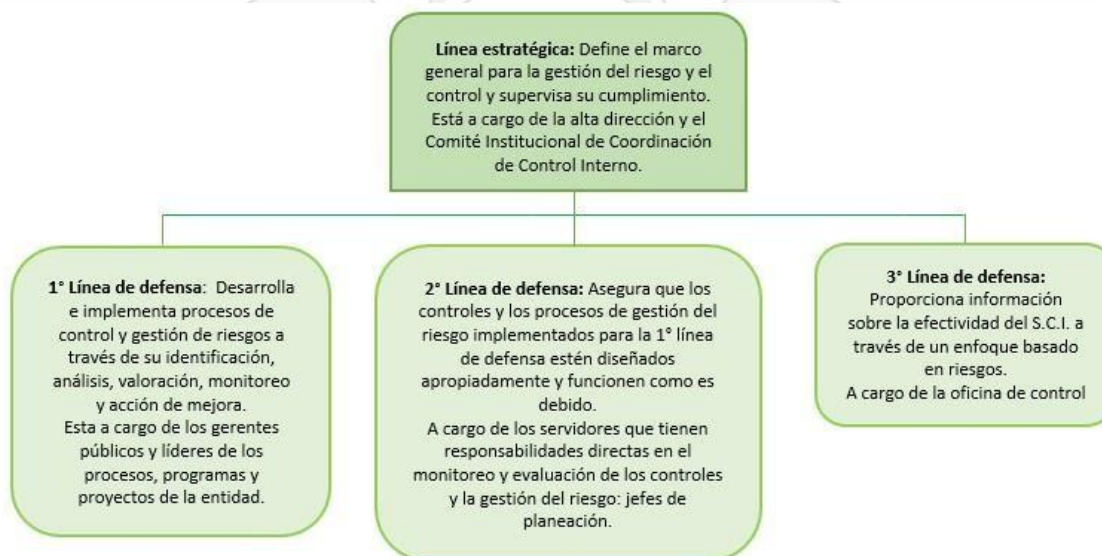 Línea estratégica: Define el marco
general para la gestión del riesgo y el
control y supervisa su cumplimiento.
Está a cargo de la alta dirección y el
Comité Institucional de Coordinación
de Control Interno.
1° Línea de defensa: Desarrolla
e implementa procesos de
control y gestión de riesgos a
través de su identificación,
análisis, valoración, monitoreo
y acción de mejora.
Esta a cargo de los gerentes
públicos y líderes de los
procesos, programas y
proyectos de la entidad.
2° Línea de defensa: Asegura que los
controles y los procesos de gestión del
riesgo implementados para la 1° línea
de defensa estén diseñados
apropiadamente y funcionen como es
debido.
A cargo de los servidores que tienen
responsabilidades directas en el
monitoreo y evaluación de los controles
y la gestión del riesgo: jefes de
planeación.
3° Línea de defensa:
Proporciona información
sobre la efectividad del S.C.I. a
través de un enfoque basado
en riesgos.
A cargo de la oficina de control